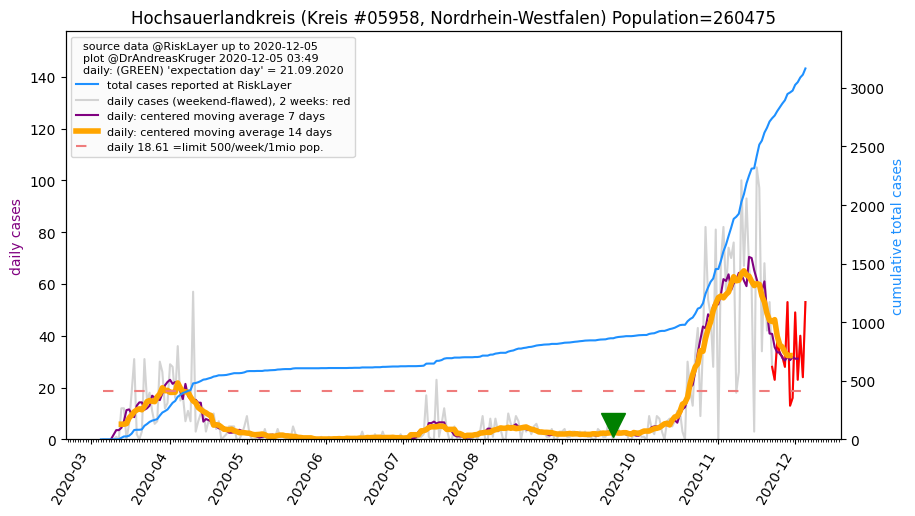 Hochsauerlandkreis (Kreis #05958, Nordrhein-Westfalen) Population=260475
source data @RiskLayer up to 2020-12-05
plot @DrAndreasKruger 2020-12-05 03:49
daily: (GREEN) 'expectation day' = 21.09.2020
total cases reported at RiskLayer
daily cases (weekend-flawed), 2 weeks: red
daily: centered moving average 7 days
daily: centered moving average 14 days
daily 18.61 =limit 500/week/1mio pop.
daily cases
140
120
100
80
60
40
20
0
cumulative total cases
3000
2500
2000
1500
1000
500
0
2020-03
2020-04
2020-05
2020-06
2020-07
2020-08
2020-09
2020-10
2020-11
2020-12